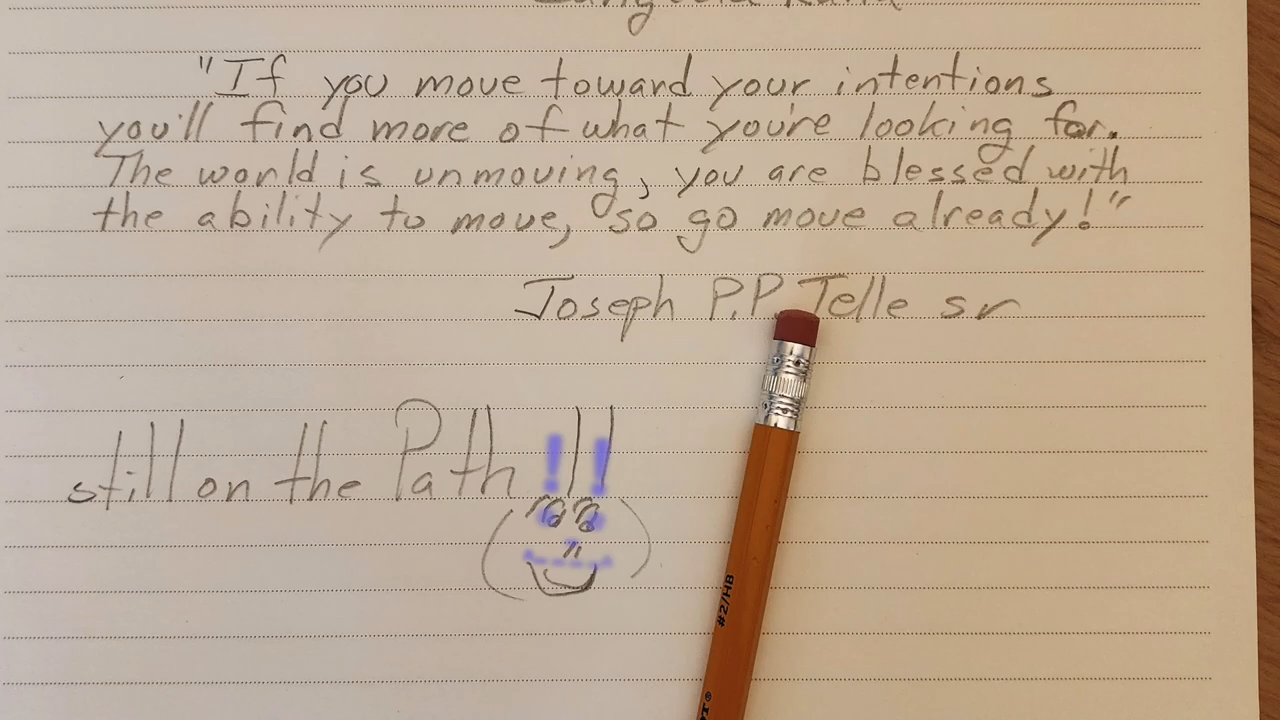 "If you move toward your intentions
you'll find more of what you're looking for.
The world is unmoving, you are blessed with
the ability to move, so go move already!"
Joseph P.P. Telle sr
still on the Path !!!!
#2/HB